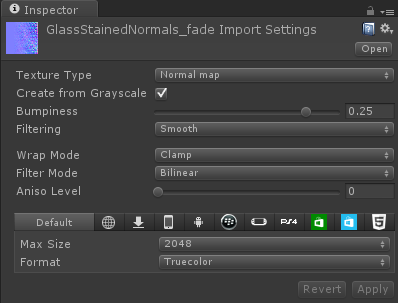 Inspector
GlassStainedNormals_fade Import Settings
Open
Texture Type Normal map
Create from Grayscale
Bumpiness 0.25
Filtering Smooth
Wrap Mode Clamp
Filter Mode Bilinear
Aniso Level 0
Default PS4
Max Size 2048
Format Truecolor
Revert Apply